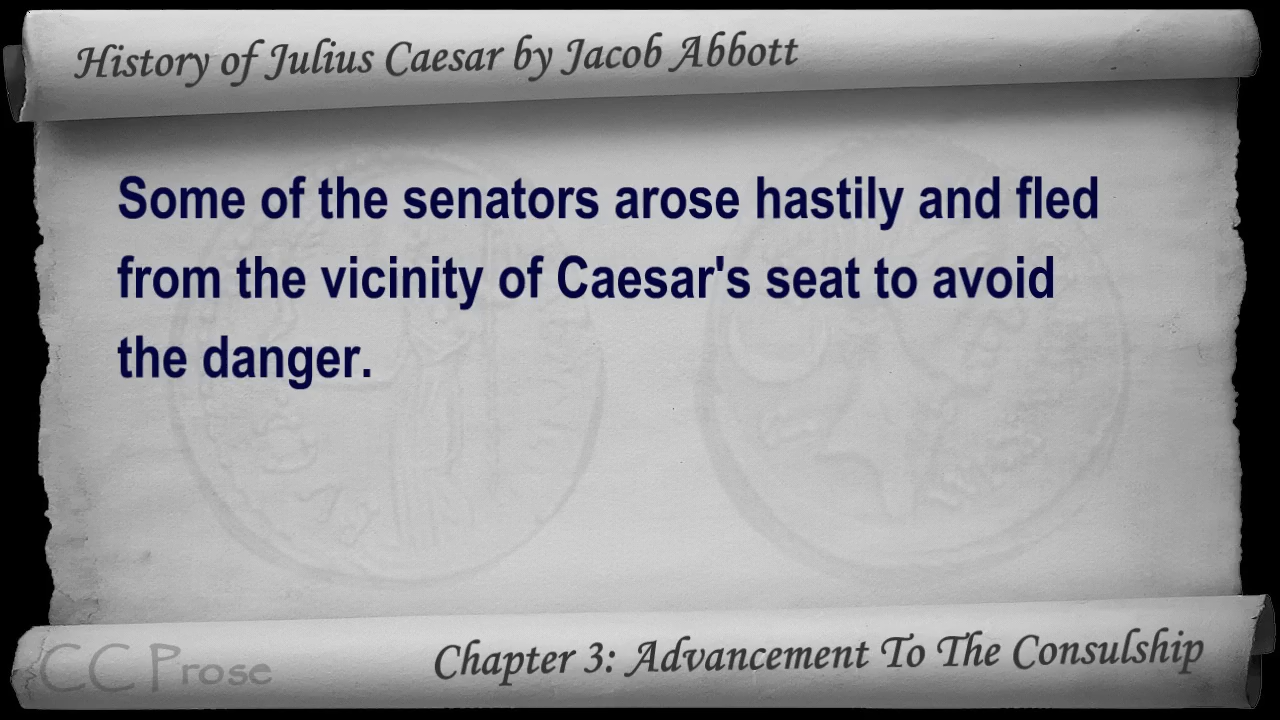 History of Julius Caesar by Jacob Abbott
Some of the senators arose hastily and fled
from the vicinity of Caesar's seat to avoid
the danger.
CC Prose
Chapter 3: Advancement To The Consulship